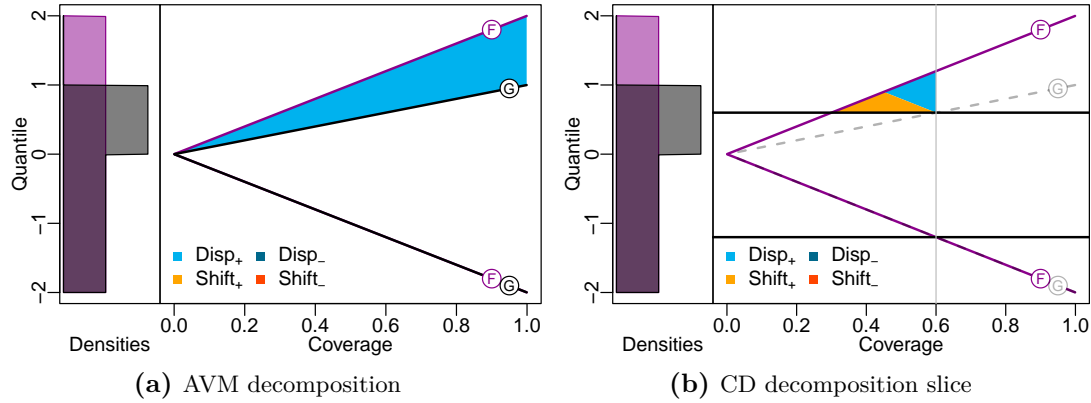 2
1
0
−1
−2
Quantile
F
G
F
G
Disp+ Disp−
Shift+ Shift−
0.0 0.2 0.4 0.6 0.8 1.0
Densities Coverage
(a) AVM decomposition
2
1
0
−1
−2
Quantile
F
G
F
G
Disp+ Disp−
Shift+ Shift−
0.0 0.2 0.4 0.6 0.8 1.0
Densities Coverage
(b) CD decomposition slice